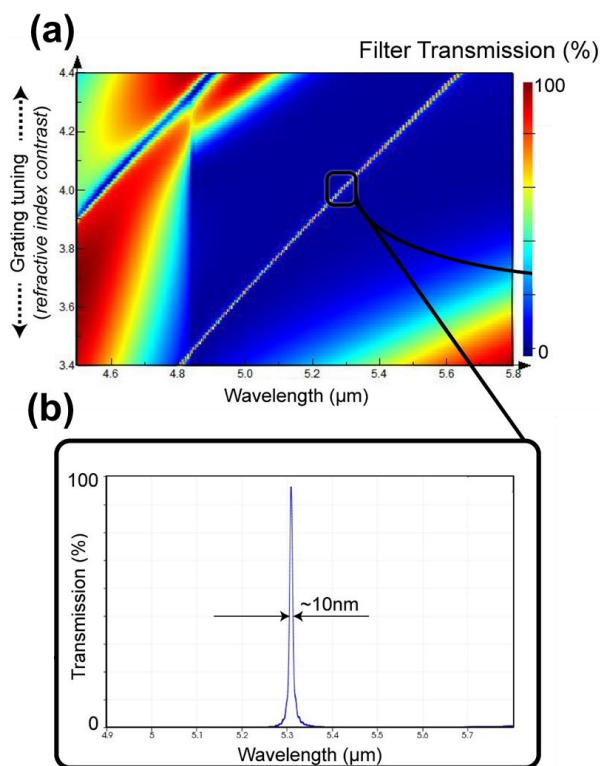 (a)
Filter Transmission (%)
Grating tuning
(refractive index contrast)
4.4
4.2
4.0
3.8
3.6
3.4
100
0
4.6 4.8 5.0 5.2 5.4 5.6 5.8
Wavelength (µm)
(b)
100
Transmission (%)
~10nm
0
4.9 5 5.1 5.2 5.3 5.4 5.5 5.6 5.7
Wavelength (µm)